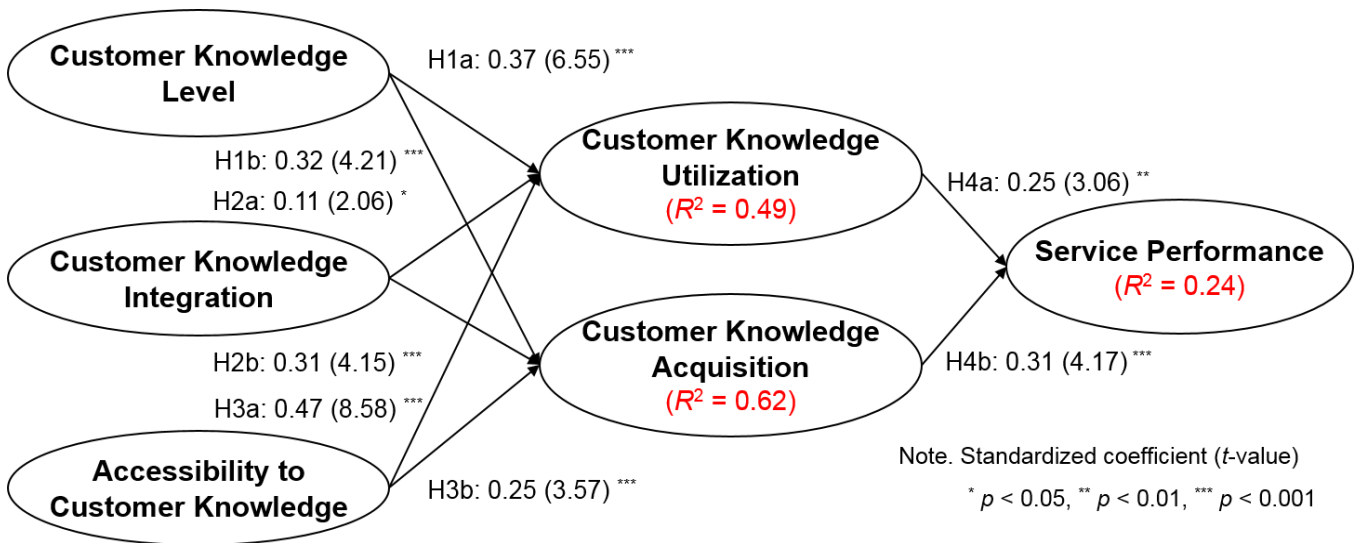 Customer Knowledge
Level
H1a: 0.37 (6.55) ***
H1b: 0.32 (4.21) ***
H2a: 0.11 (2.06) *
Customer Knowledge
Utilization
(R² = 0.49)
H4a: 0.25 (3.06) **
Customer Knowledge
Integration
Service Performance
(R² = 0.24)
H2b: 0.31 (4.15) ***
H3a: 0.47 (8.58) ***
Customer Knowledge
Acquisition
(R² = 0.62)
H4b: 0.31 (4.17) ***
Accessibility to
Customer Knowledge
H3b: 0.25 (3.57) ***
Note. Standardized coefficient (t-value)
* p < 0.05, ** p < 0.01, *** p < 0.001